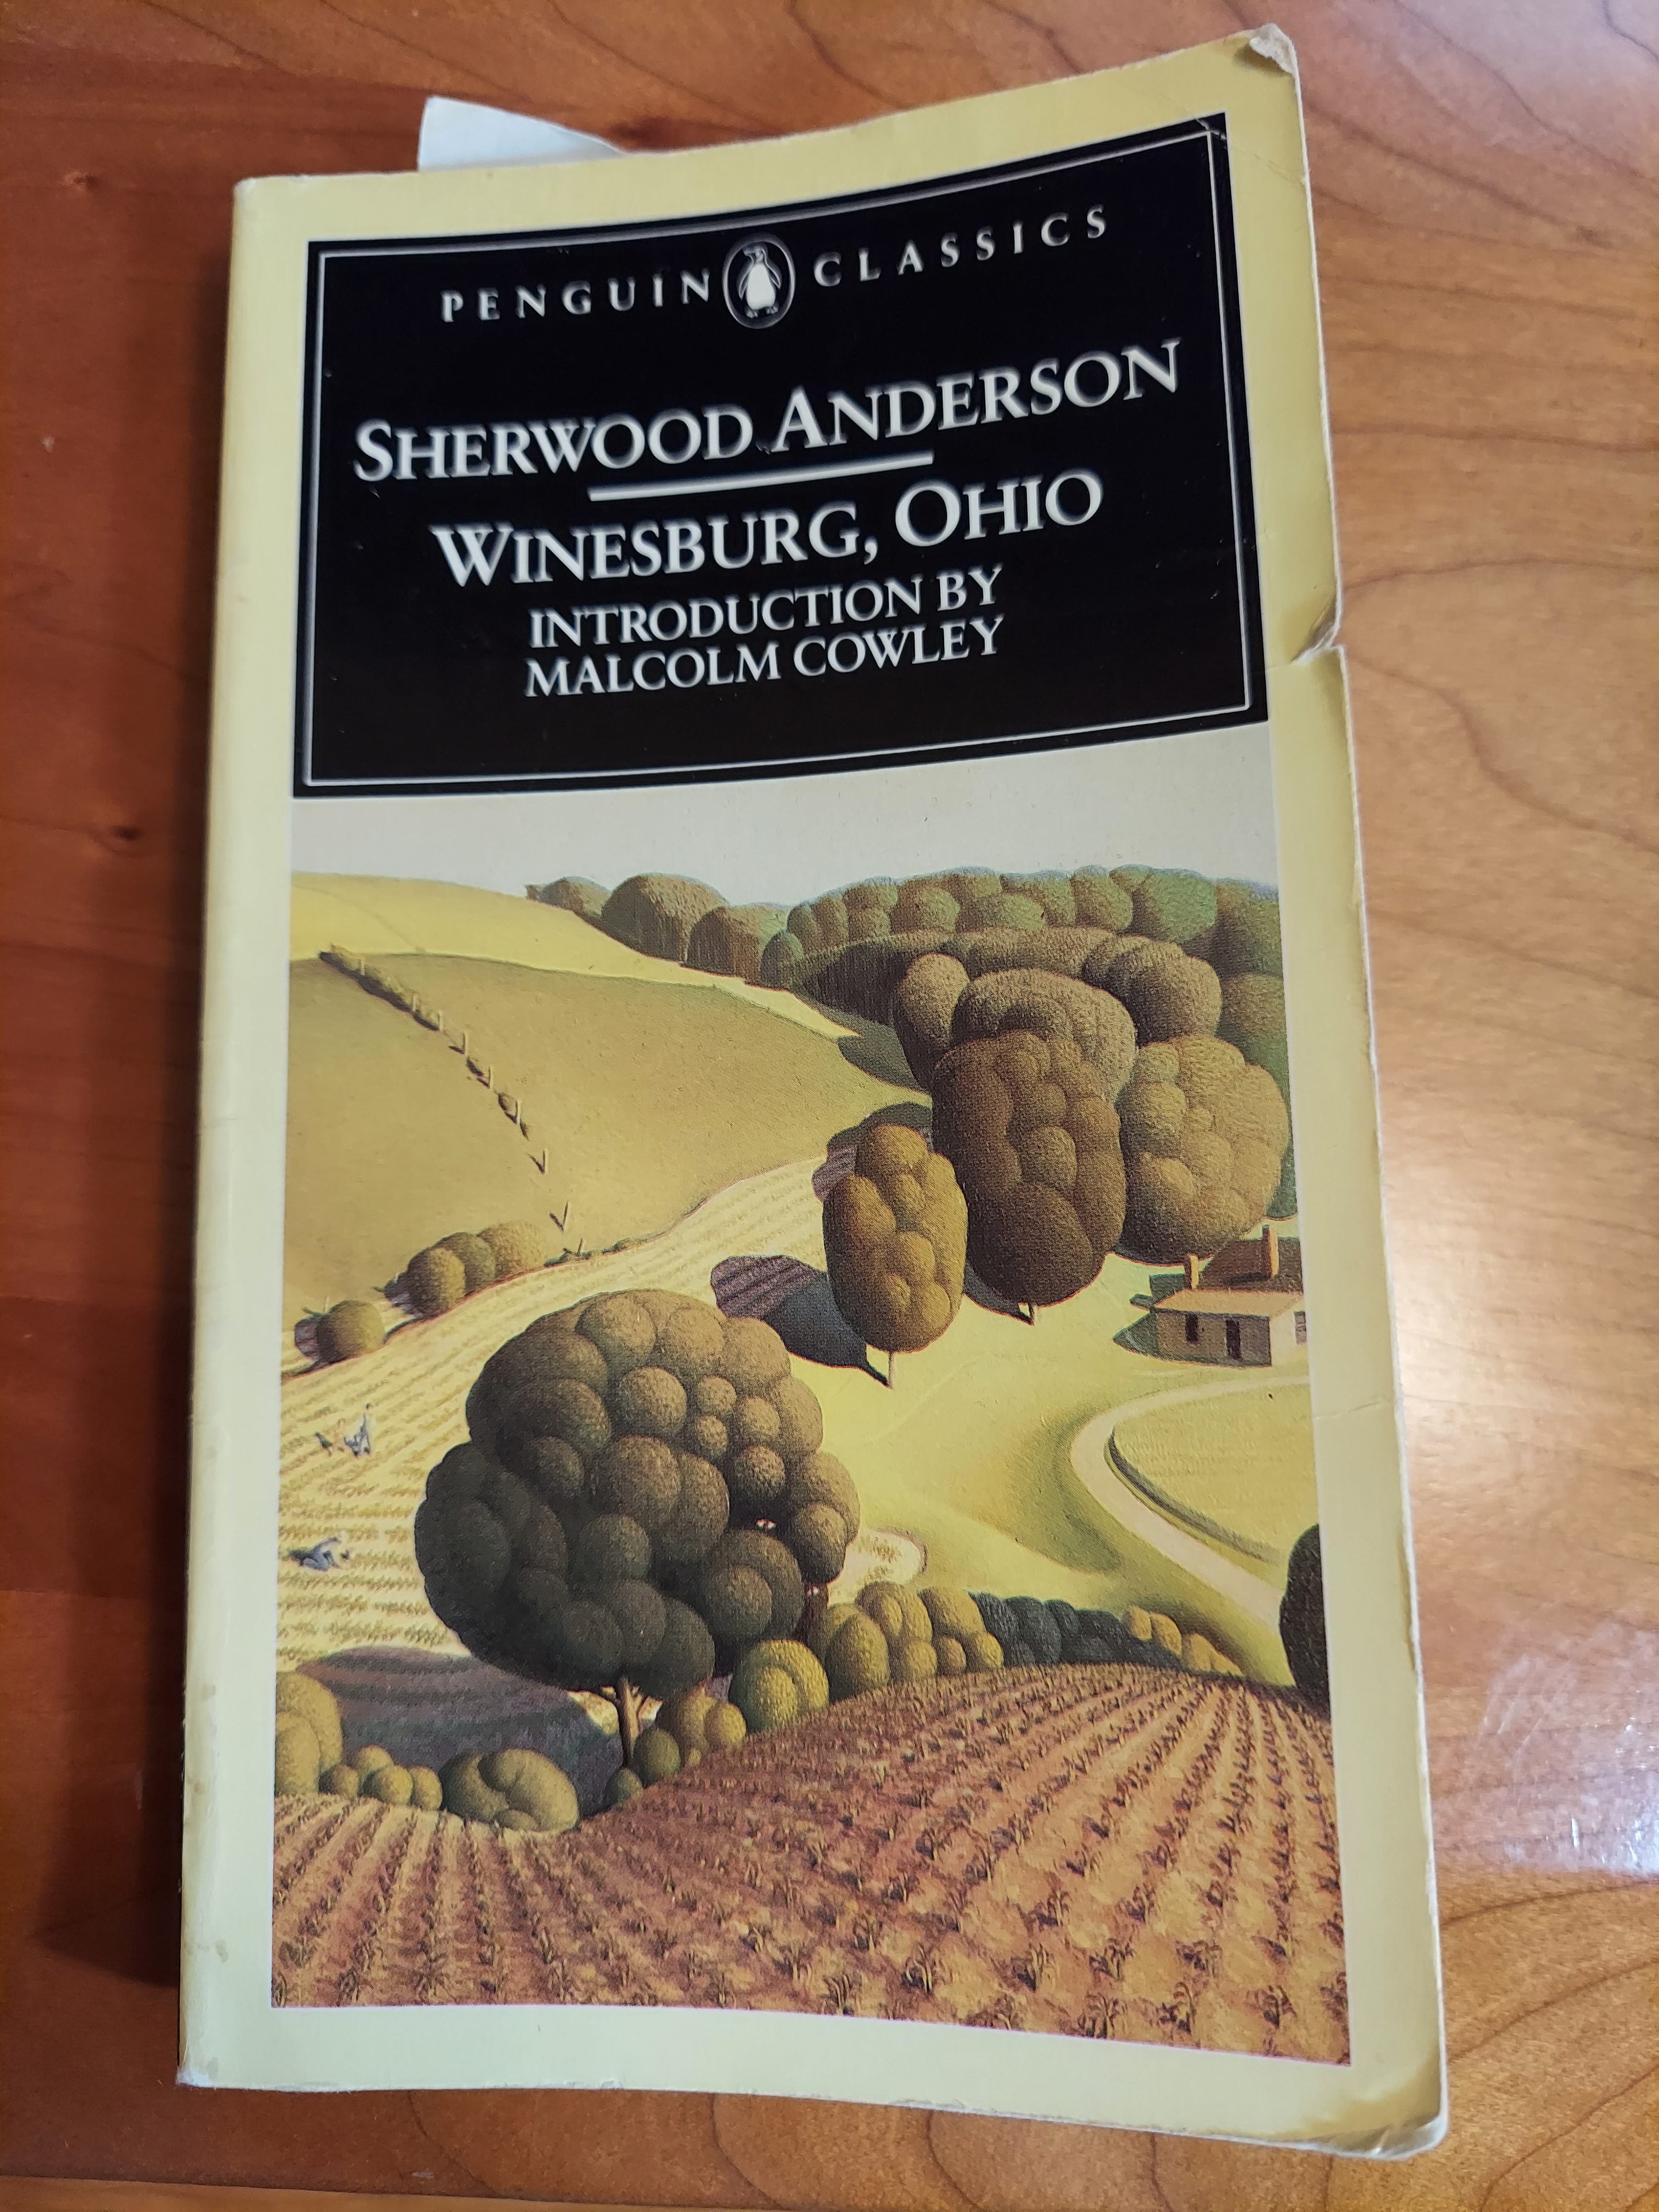 PENGUIN CLASSICS
SHERWOOD ANDERSON
WINESBURG, OHIO
INTRODUCTION BY
MALCOLM COWLEY